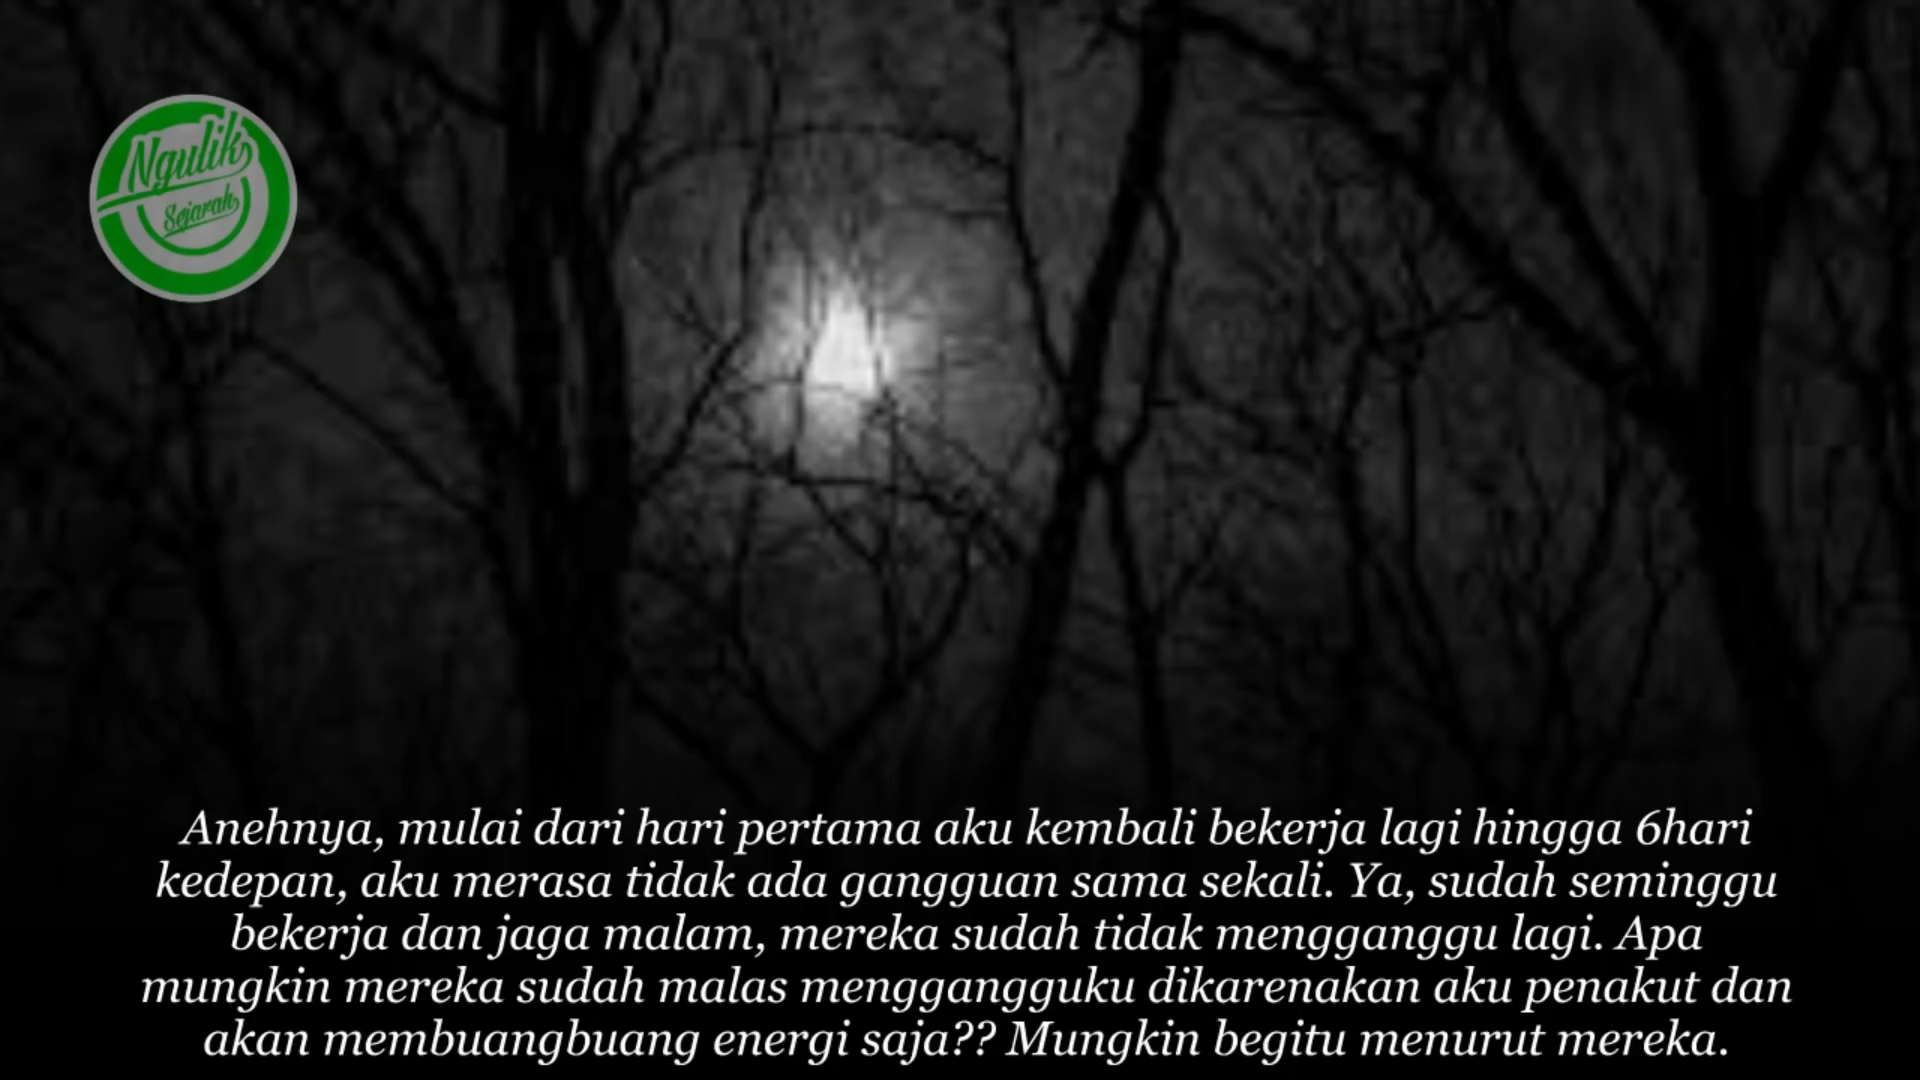 Ngulik
Sejarah
Anehnya, mulai dari hari pertama aku kembali bekerja lagi hingga 6hari
kedepan, aku merasa tidak ada gangguan sama sekali. Ya, sudah seminggu
bekerja dan jaga malam, mereka sudah tidak mengganggu lagi. Apa
mungkin mereka sudah malas menggangguku dikarenakan aku penakut dan
akan membuangbuang energi saja?? Mungkin begitu menurut mereka.